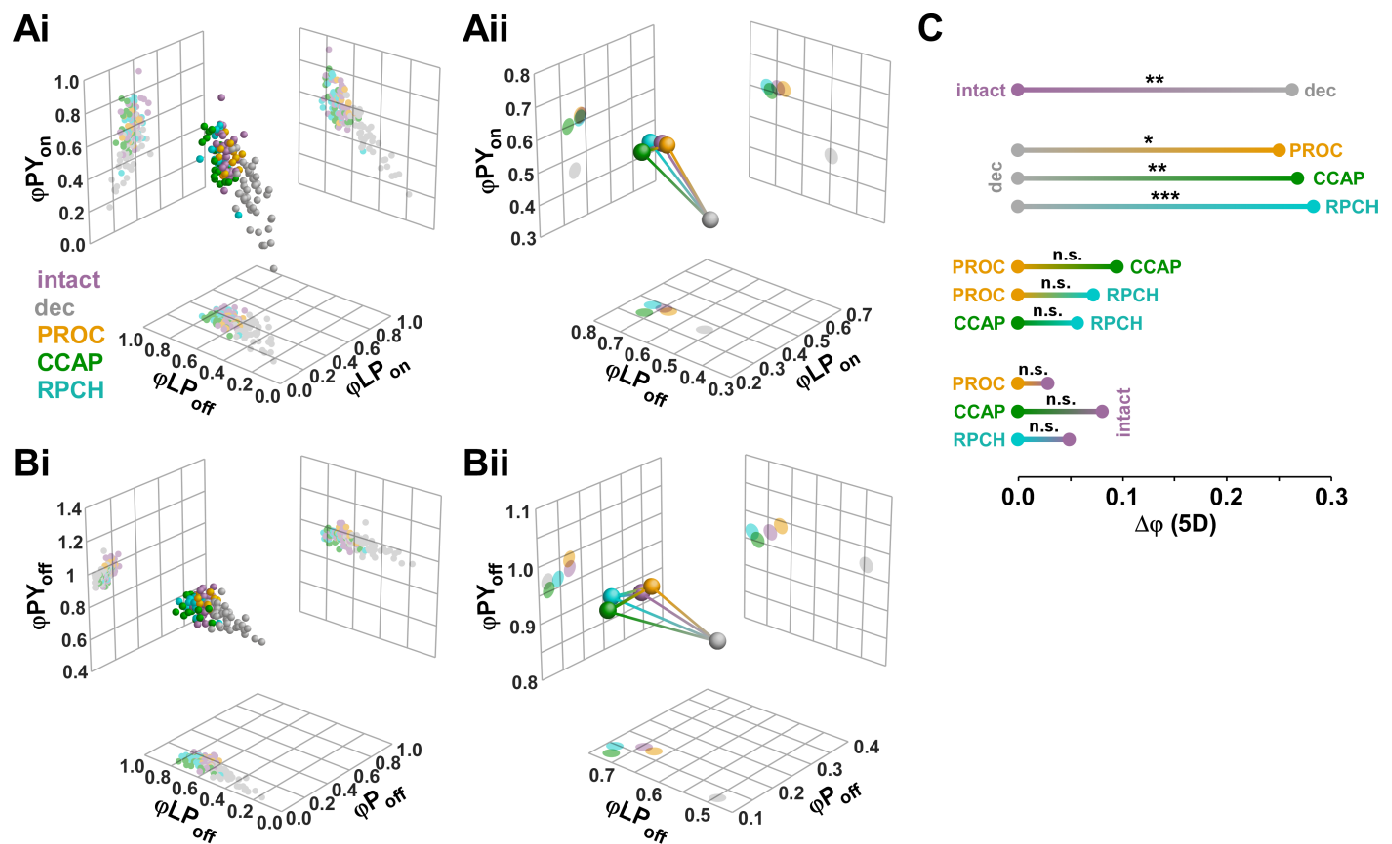 Ai
1.0
0.8
0.6
0.4
0.2
0.0
φPYon
intact
dec
PROC
CCAP
RPCH
1.0
0.8
0.6
0.4
0.2
0.0
φLPoff
0.0
0.2
0.4
0.6
0.8
1.0
φLPon
Aii
0.8
0.7
0.6
0.5
0.4
0.3
φPYon
0.8
0.7
0.6
0.5
0.4
0.3
φLPoff
0.2
0.3
0.4
0.5
0.6
0.7
φLPon
Bi
1.4
1.2
1
0.8
0.6
0.4
φPYoff
1.0
0.8
0.6
0.4
0.2
0.0
φLPoff
0.0
0.2
0.4
0.6
0.8
1.0
φPoff
Bii
1.1
1.0
0.9
0.8
φPYoff
0.7
0.6
0.5
φLPoff
0.1
0.2
0.3
0.4
φPoff
C
intact ** dec
dec
* PROC
** CCAP
*** RPCH
PROC n.s. CCAP
PROC n.s. RPCH
CCAP n.s. RPCH
PROC n.s.
CCAP n.s.
RPCH n.s.
intact
0.0 0.1 0.2 0.3
Δφ (5D)